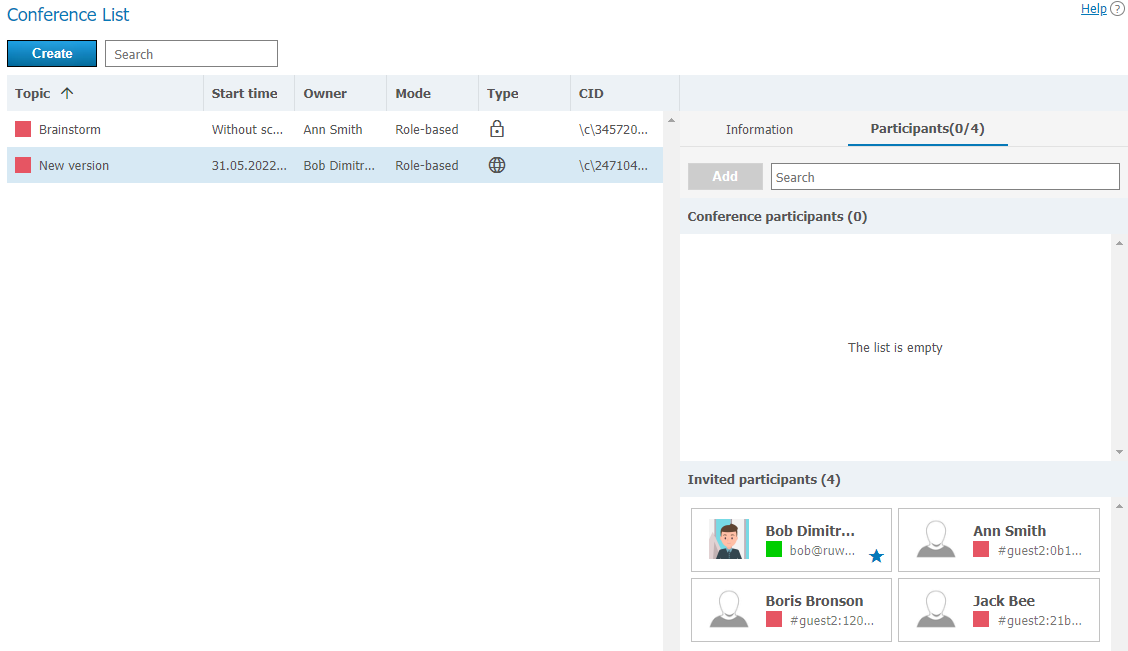 Conference List
Help ?
Create
Search
Topic Start time Owner Mode Type CID
Brainstorm Without sc... Ann Smith Role-based \c\345720...
New version 31.05.2022... Bob Dimitr... Role-based \c\247104...
Information Participants(0/4)
Add
Search
Conference participants (0)
The list is empty
Invited participants (4)
Bob Dimitr...
bob@ruw...
Ann Smith
#guest2:0b1...
Boris Bronson
#guest2:120...
Jack Bee
#guest2:21b...